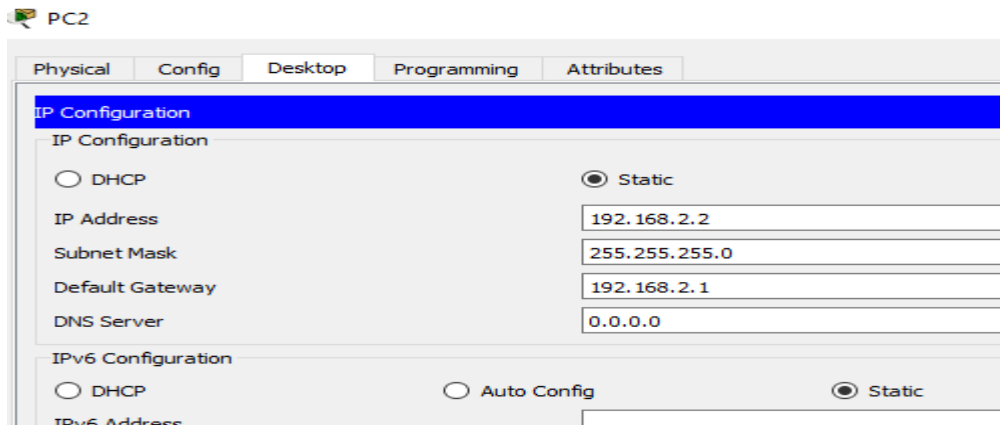 PC2
Physical Config Desktop Programming Attributes
IP Configuration
IP Configuration
DHCP Static
IP Address 192.168.2.2
Subnet Mask 255.255.255.0
Default Gateway 192.168.2.1
DNS Server 0.0.0.0
IPv6 Configuration
DHCP Auto Config Static
IPv6 Address